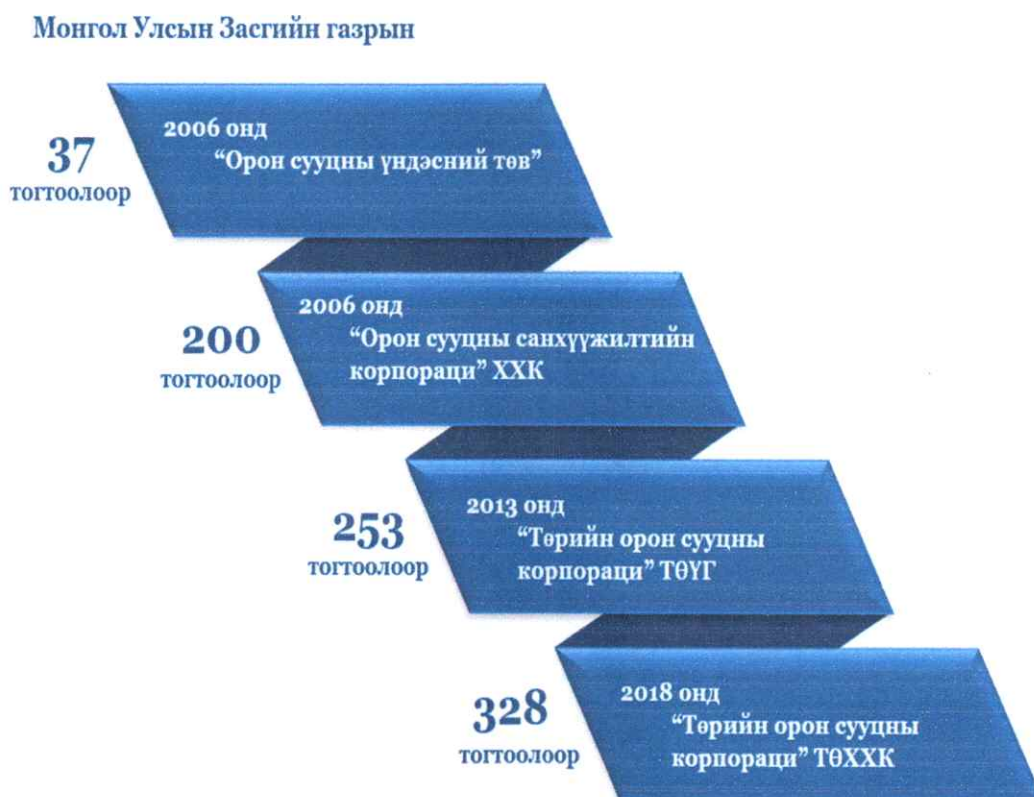 Монгол Улсын Засгийн газрын
37
тогтоолоор
2006 онд
“Орон сууцны үндэсний төв”
200
тогтоолоор
2006 онд
“Орон сууцны санхүүжилтийн
корпораци” ХХК
253
тогтоолоор
2013 онд
“Төрийн орон сууцны
корпораци” ТӨҮГ
328
тогтоолоор
2018 онд
“Төрийн орон сууцны
корпораци” ТӨХХК